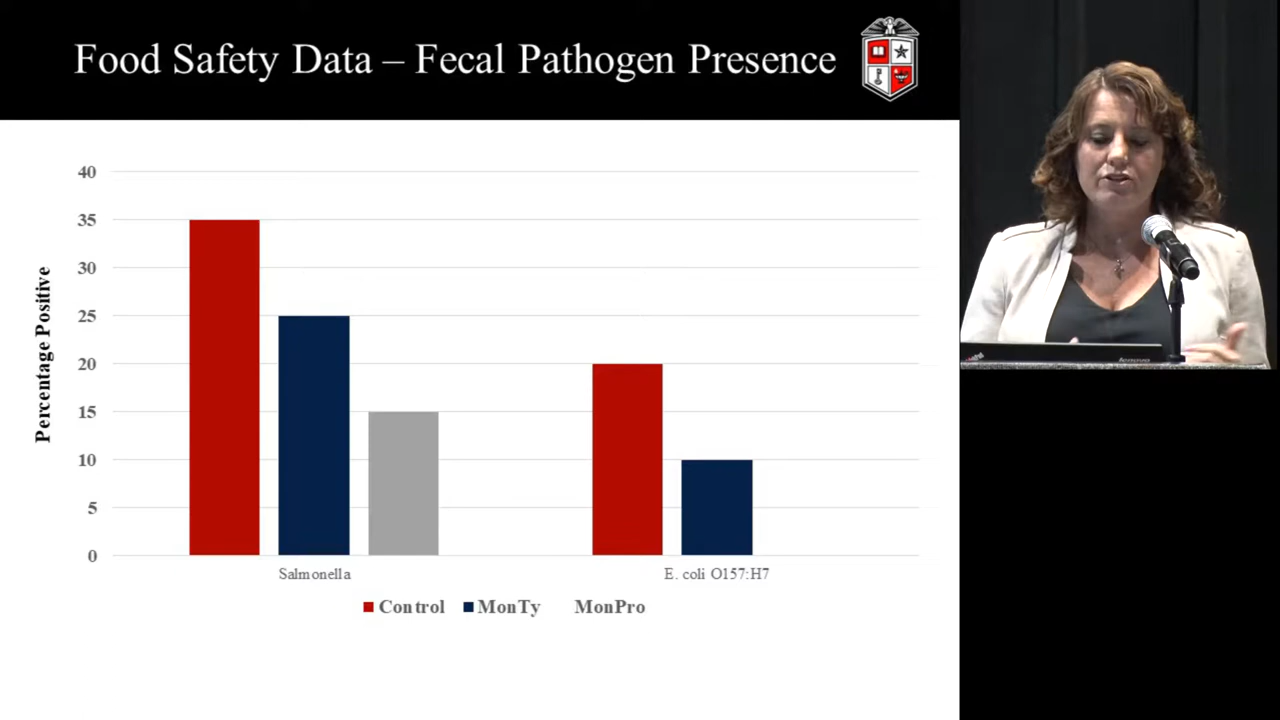 Food Safety Data – Fecal Pathogen Presence
40
35
30
25
20
15
10
5
0
Percentage Positive
Salmonella
E. coli O157:H7
Control MonTy MonPro
lenovo